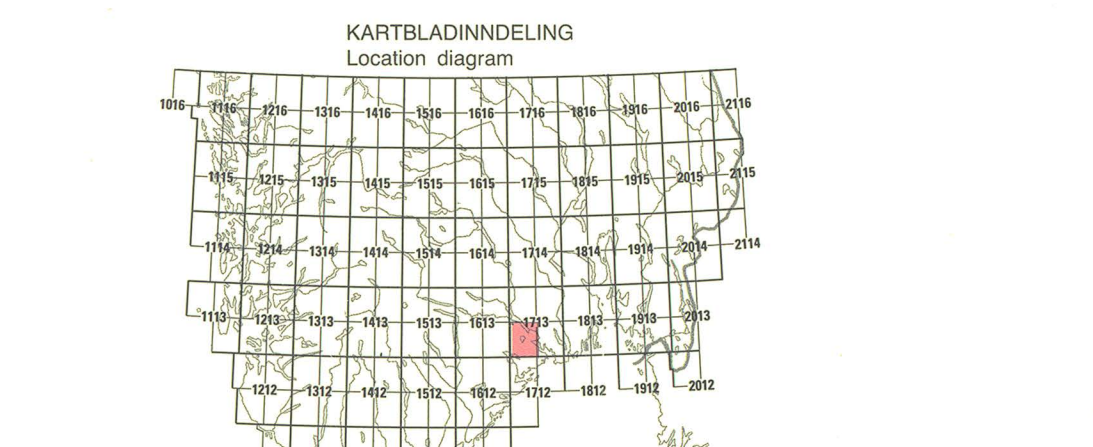 KARTBLADINNDELING
Location diagram
1016 1116 1216 1316 1416 1516 1616 1716 1816 1916 2016 2116
1115 1215 1315 1415 1515 1615 1715 1815 1915 2015 2115
1114 1214 1314 1414 1514 1614 1714 1814 1914 2014 2114
1113 1213 1313 1413 1513 1613 1713 1813 1913 2013
1212 1312 1412 1512 1612 1712 1812 1912 2012